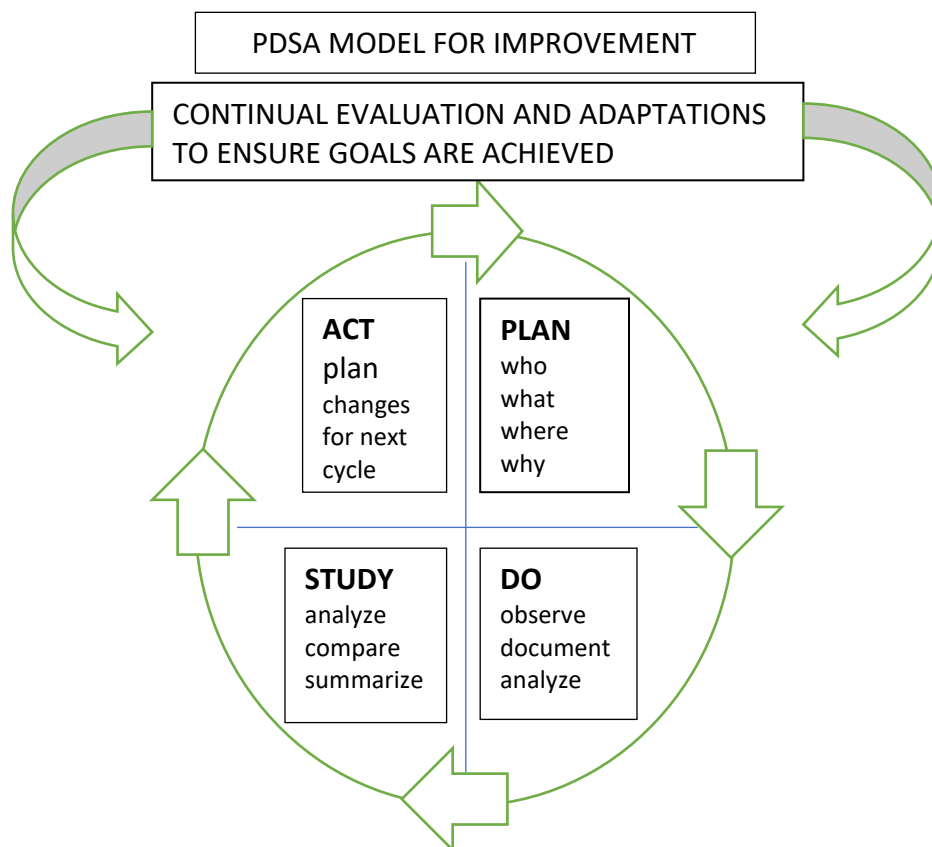 PDSA MODEL FOR IMPROVEMENT
CONTINUAL EVALUATION AND ADAPTATIONS
TO ENSURE GOALS ARE ACHIEVED
ACT
plan
changes
for next
cycle
PLAN
who
what
where
why
STUDY
analyze
compare
summarize
DO
observe
document
analyze